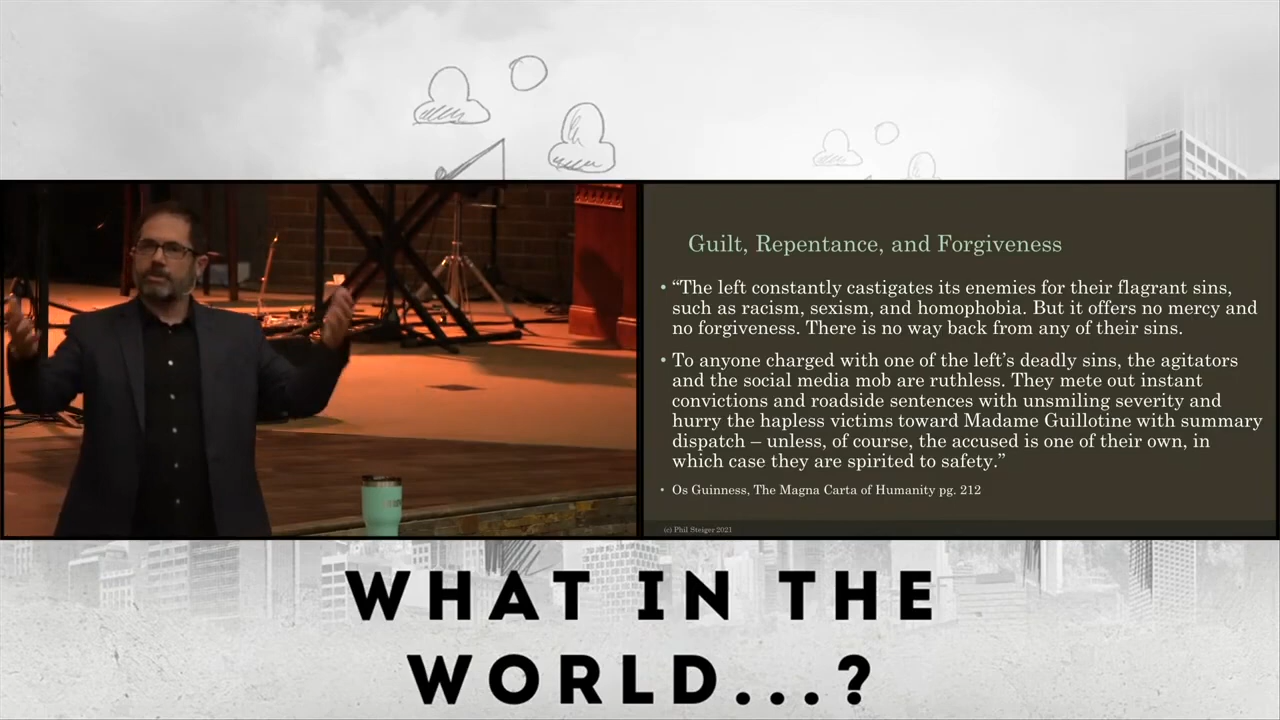 Guilt, Repentance, and Forgiveness
• “The left constantly castigates its enemies for their flagrant sins,
such as racism, sexism, and homophobia. But it offers no mercy and
no forgiveness. There is no way back from any of their sins.
• To anyone charged with one of the left’s deadly sins, the agitators
and the social media mob are ruthless. They mete out instant
convictions and roadside sentences with unsmiling severity and
hurry the hapless victims toward Madame Guillotine with summary
dispatch – unless, of course, the accused is one of their own, in
which case they are spirited to safety.”
• Os Guinness, The Magna Carta of Humanity pg. 212
(c) Phil Steiger 2021
WHAT IN THE
WORLD...?